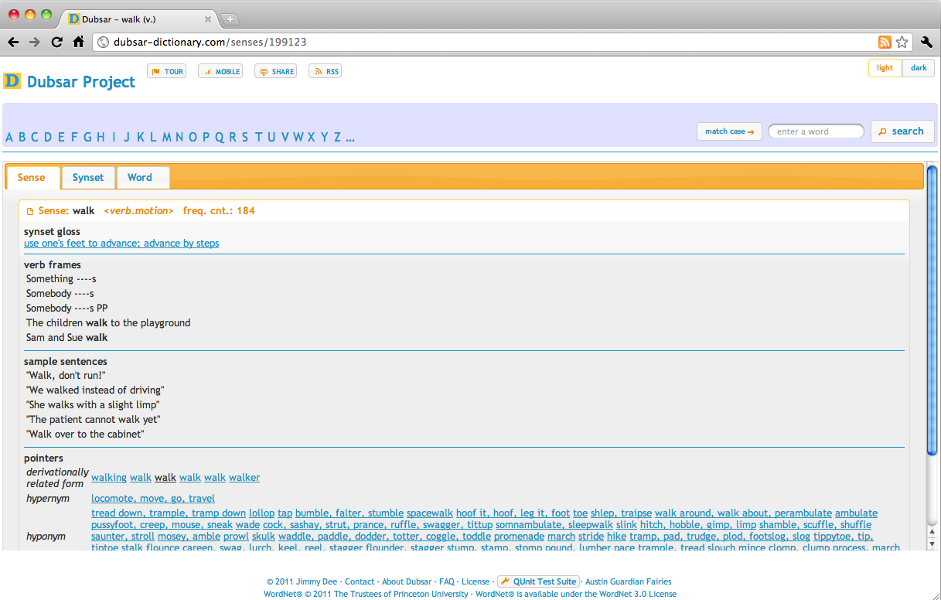 Dubsar – walk (v.)
dubsar-dictionary.com/senses/199123
D Dubsar Project
TOUR MOBILE SHARE RSS
light dark
A B C D E F G H I J K L M N O P Q R S T U V W X Y Z ...
match case → enter a word search
Sense Synset Word
Sense: walk <verb.motion> freq. cnt.: 184
synset gloss
use one's feet to advance; advance by steps
verb frames
Something ----s
Somebody ----s
Somebody ----s PP
The children walk to the playground
Sam and Sue walk
sample sentences
"Walk, don't run!"
"We walked instead of driving"
"She walks with a slight limp"
"The patient cannot walk yet"
"Walk over to the cabinet"
pointers
derivationally related form walking walk walk walk walk walker
hypernym locomote, move, go, travel
tread down, trample, tramp down lollop tap bumble, falter, stumble spacewalk hoof it, hoof, leg it, foot toe shlep, traipse walk around, walk about, perambulate ambulate
pussyfoot, creep, mouse, sneak wade cock, sashay, strut, prance, ruffle, swagger, tittup somnambulate, sleepwalk slink hitch, hobble, gimp, limp shamble, scuffle, shuffle
hyponym saunter, stroll mosey, amble prowl skulk waddle, paddle, dodder, totter, coggle, toddle promenade march stride hike tramp, pad, trudge, plod, footslog, slog tippytoe, tip,
tiptoe stalk flounce careen, swag, lurch, keel, reel, stagger flounder, stagger stump, stamp, stomp pound, lumber pace trample, tread slouch mince clomp, clump process, march
© 2011 Jimmy Dee · Contact · About Dubsar · FAQ · License · QUnit Test Suite · Austin Guardian Fairies
WordNet® © 2011 The Trustees of Princeton University · WordNet® is available under the WordNet 3.0 License